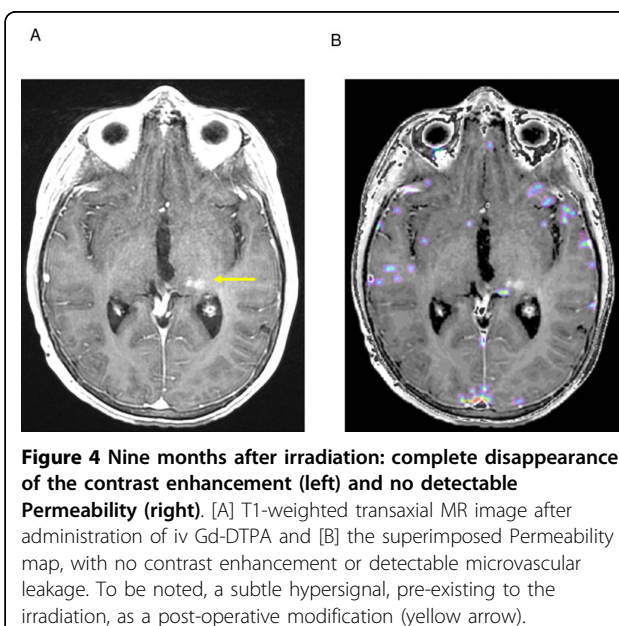 A
B
Figure 4 Nine months after irradiation: complete disappearance
of the contrast enhancement (left) and no detectable
Permeability (right). [A] T1-weighted transaxial MR image after
administration of iv Gd-DTPA and [B] the superimposed Permeability
map, with no contrast enhancement or detectable microvascular
leakage. To be noted, a subtle hypersignal, pre-existing to the
irradiation, as a post-operative modification (yellow arrow).